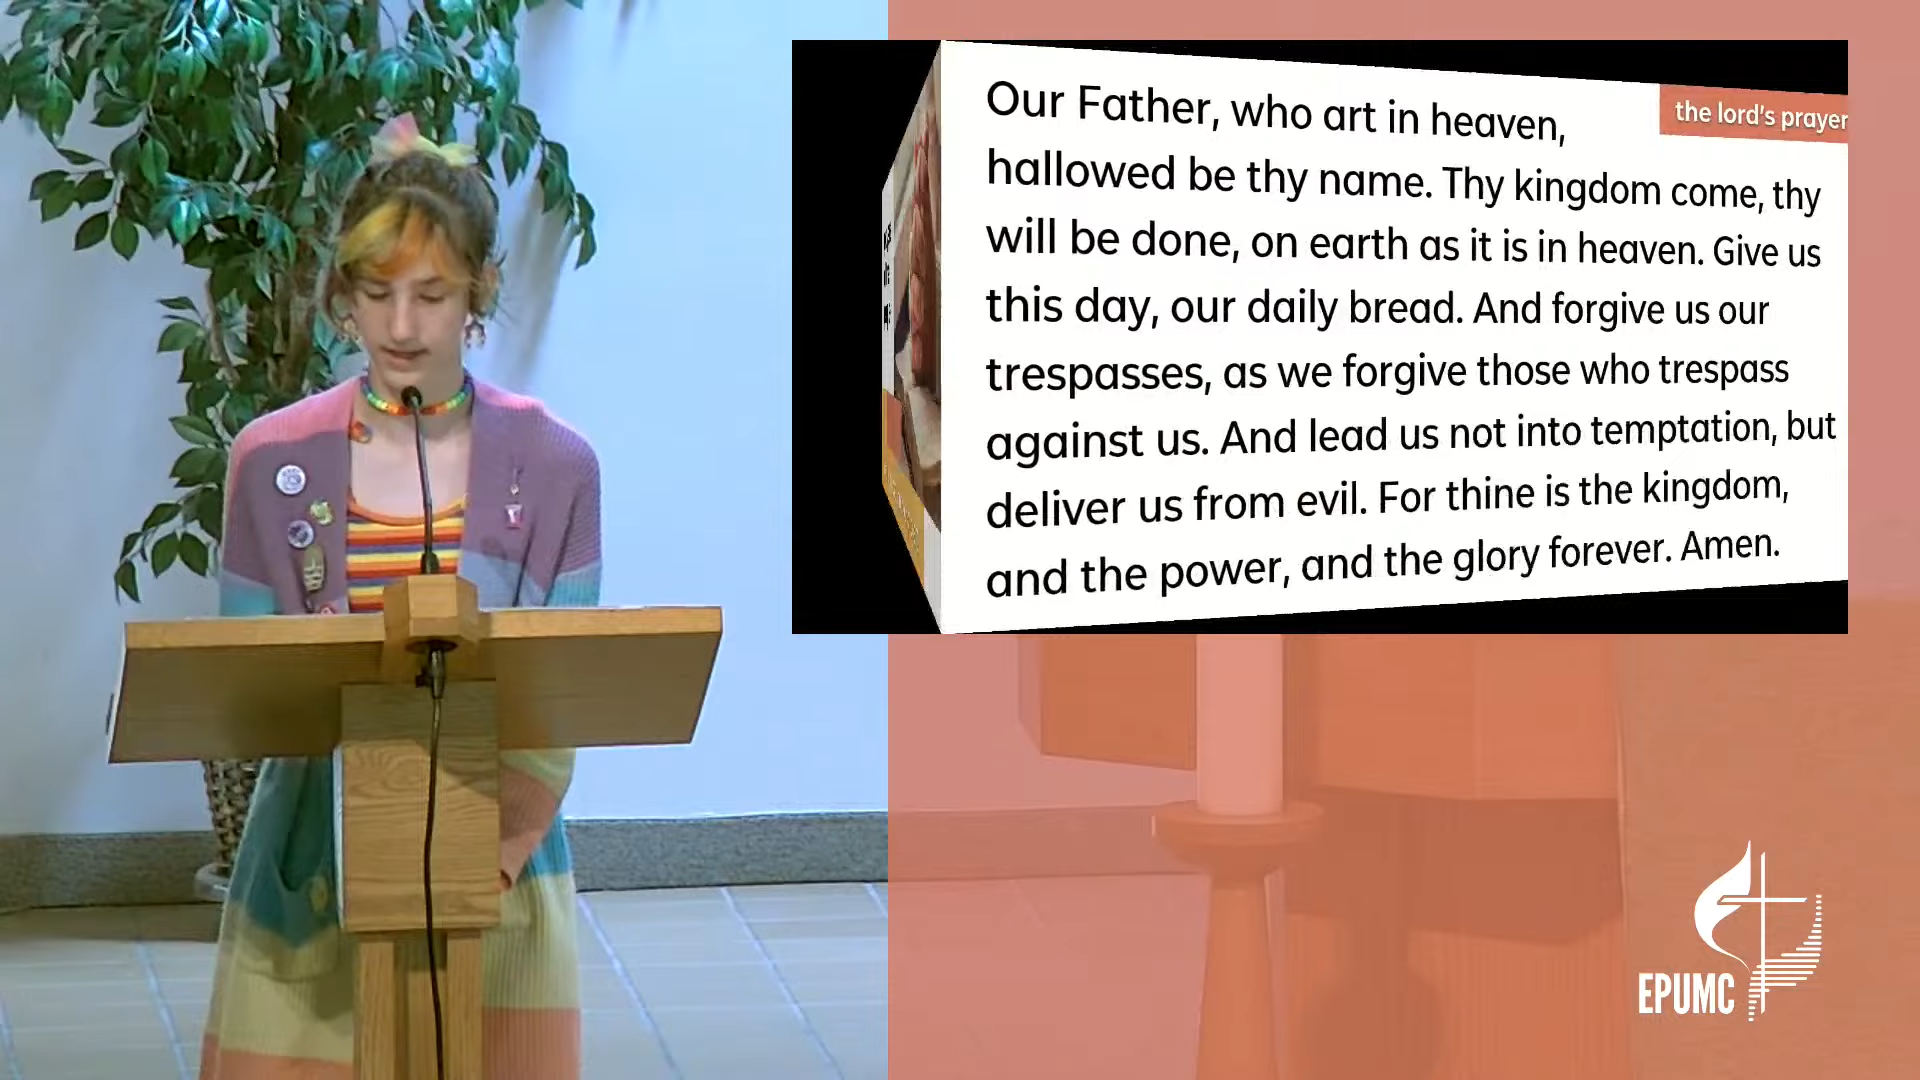 Our Father, who art in heaven,
the lord's prayer
hallowed be thy name. Thy kingdom come, thy
will be done, on earth as it is in heaven. Give us
this day, our daily bread. And forgive us our
trespasses, as we forgive those who trespass
against us. And lead us not into temptation, but
deliver us from evil. For thine is the kingdom,
and the power, and the glory forever. Amen.
EPUMC